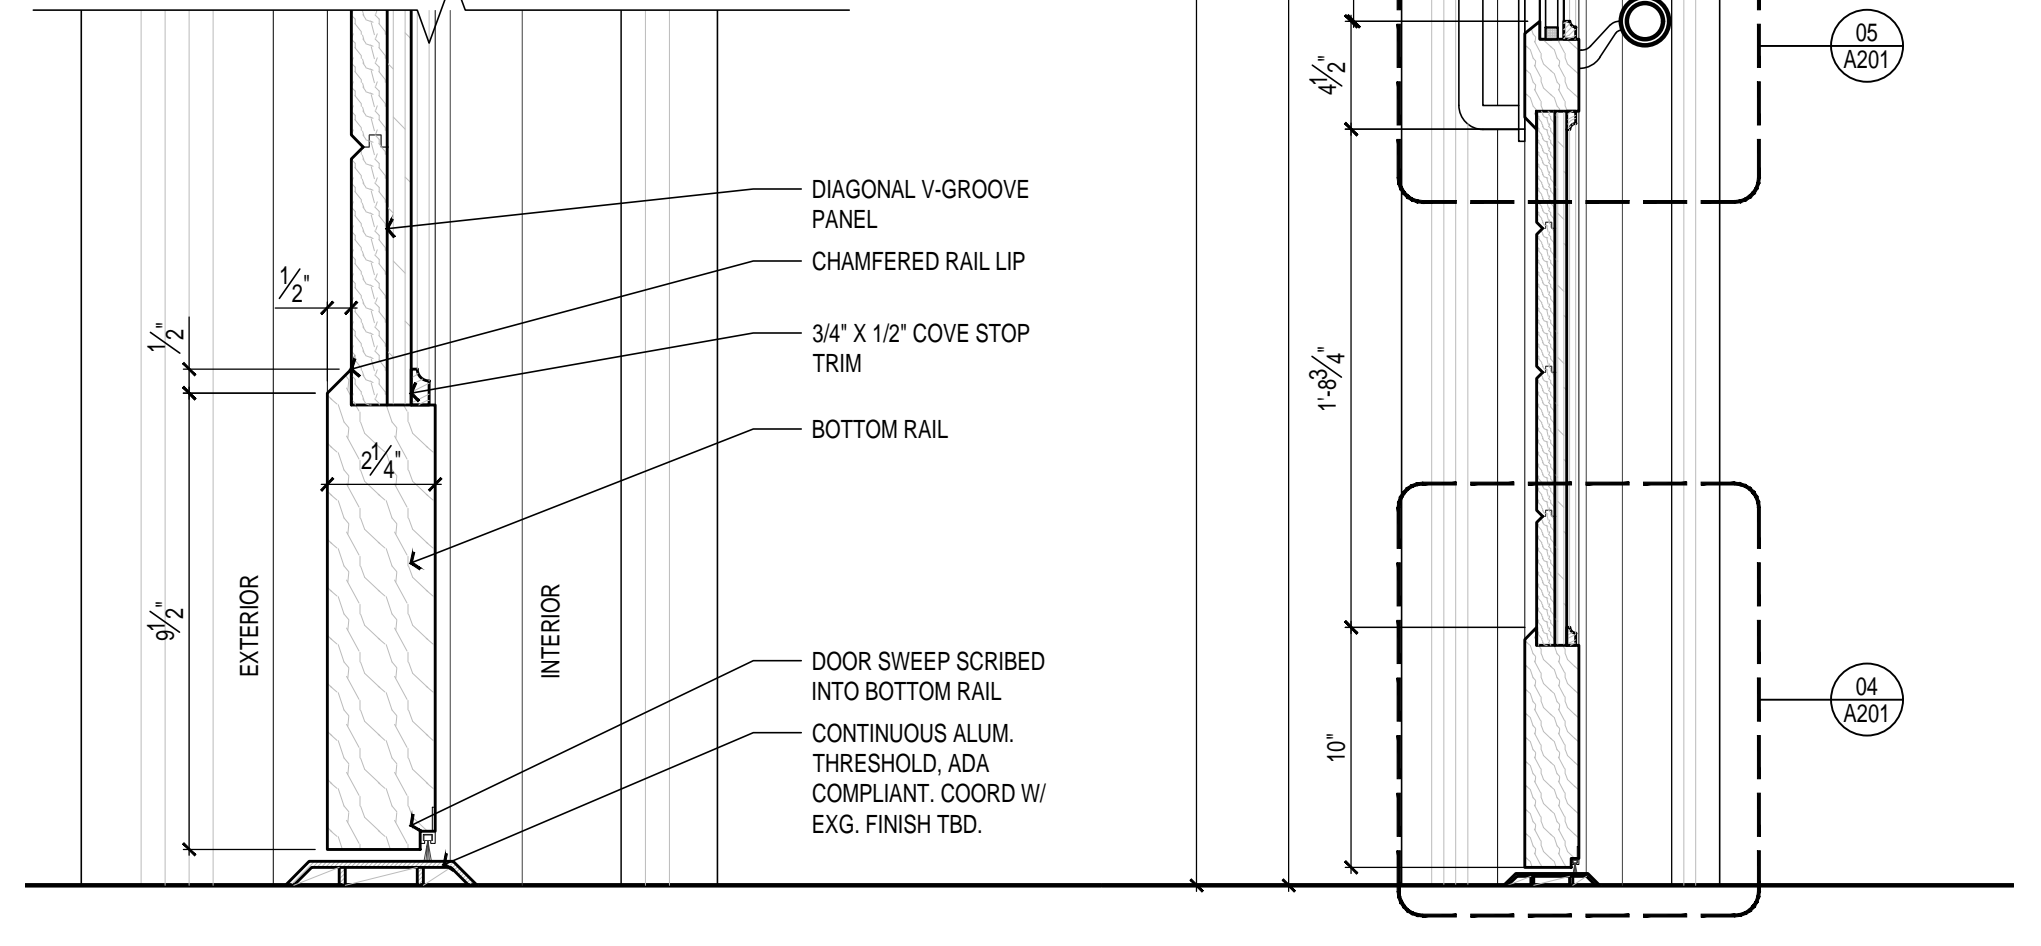 DIAGONAL V-GROOVE
PANEL
CHAMFERED RAIL LIP
3/4" X 1/2" COVE STOP
TRIM
BOTTOM RAIL
DOOR SWEEP SCRIBED
INTO BOTTOM RAIL
CONTINUOUS ALUM.
THRESHOLD, ADA
COMPLIANT. COORD W/
EXG. FINISH TBD.
1/2"
1/2"
2 1/4"
9 1/2"
EXTERIOR
INTERIOR
4 1/2"
1'-8 3/4"
10"
05
A201
04
A201